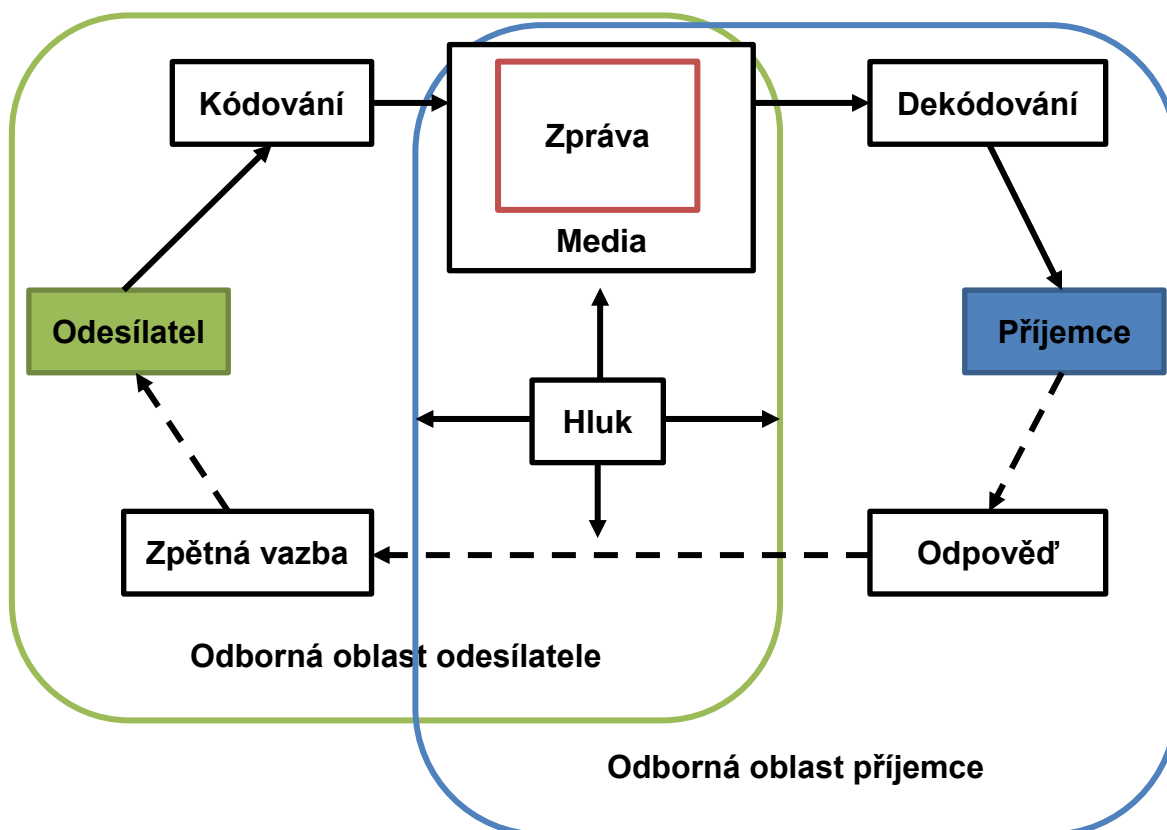 Kódování
Zpráva
Media
Dekódování
Odesílatel
Příjemce
Hluk
Zpětná vazba
Odpověď
Odborná oblast odesílatele
Odborná oblast příjemce